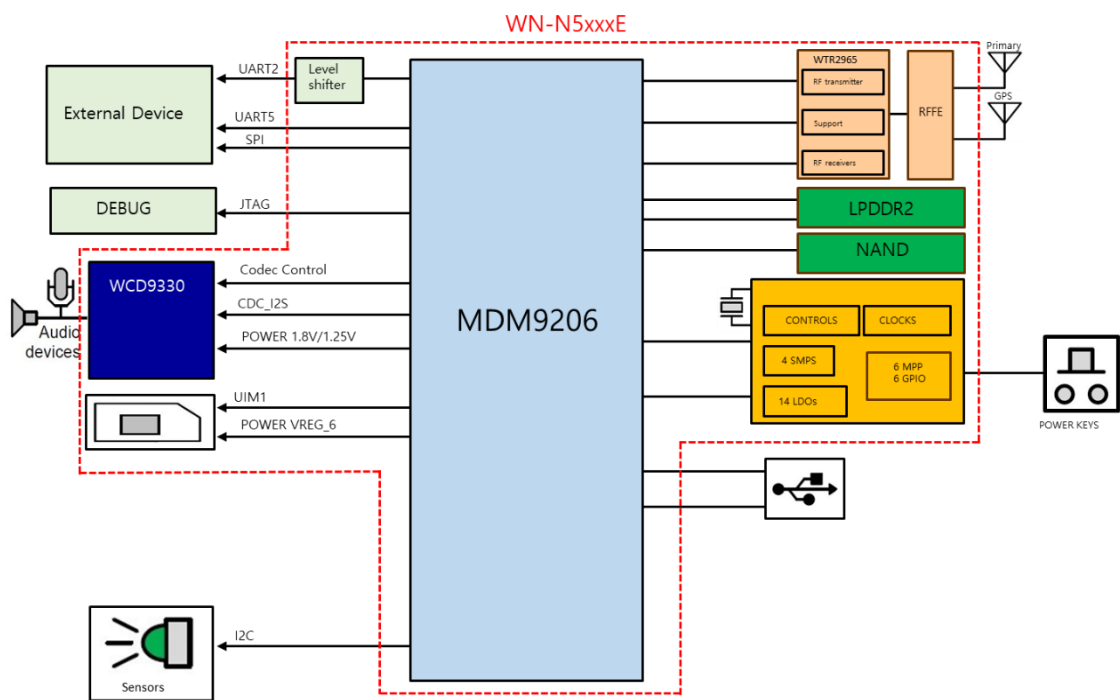 WN-N5xxxE
UART2
Level
shifter
External Device
UART5
SPI
DEBUG
JTAG
WCD9330
Codec Control
CDC_I2S
POWER 1.8V/1.25V
Audio
devices
UIM1
POWER VREG_6
I2C
Sensors
MDM9206
WTR2965
RF transmitter
Support
RF receivers
RFFE
Primary
GPS
LPDDR2
NAND
CONTROLS
CLOCKS
4 SMPS
6 MPP
6 GPIO
14 LDOs
POWER KEYS